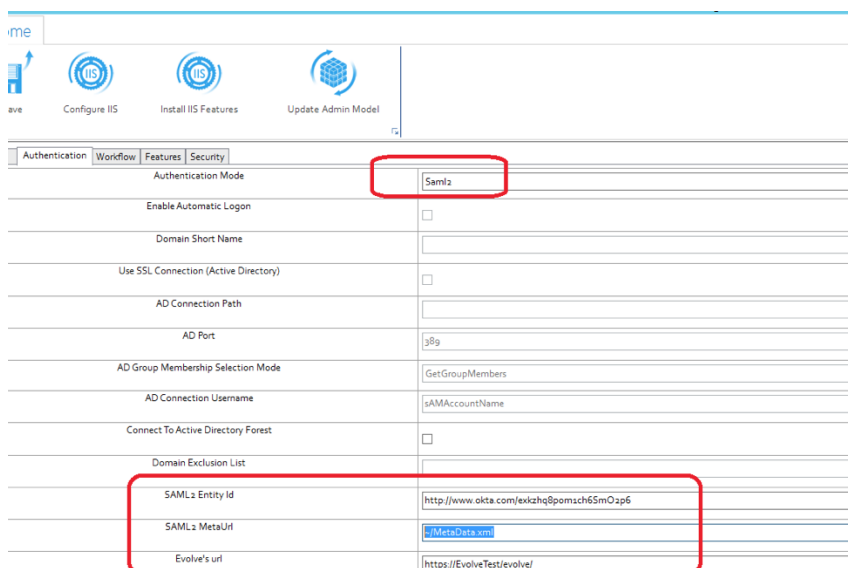 ome
ave
Configure IIS
Install IIS Features
Update Admin Model
Authentication Workflow Features Security
Authentication Mode Saml2
Enable Automatic Logon
Domain Short Name
Use SSL Connection (Active Directory)
AD Connection Path
AD Port 389
AD Group Membership Selection Mode GetGroupMembers
AD Connection Username sAMAccountName
Connect To Active Directory Forest
Domain Exclusion List
SAML2 Entity Id http://www.okta.com/exkzhq8pom1ch6SmO2p6
SAML2 MetaUrl ~/MetaData.xml
Evolve's url https://EvolveTest/evolve/